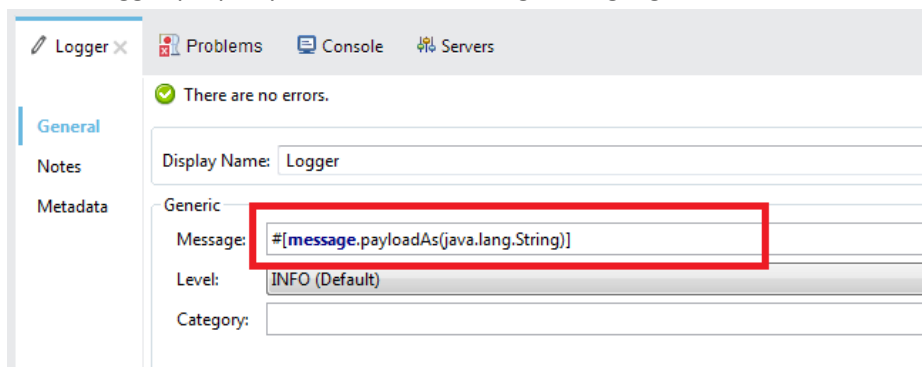 Logger Problems Console Servers
There are no errors.
General
Notes
Metadata
Display Name: Logger
Generic
Message: #[message.payloadAs(java.lang.String)]
Level: INFO (Default)
Category: